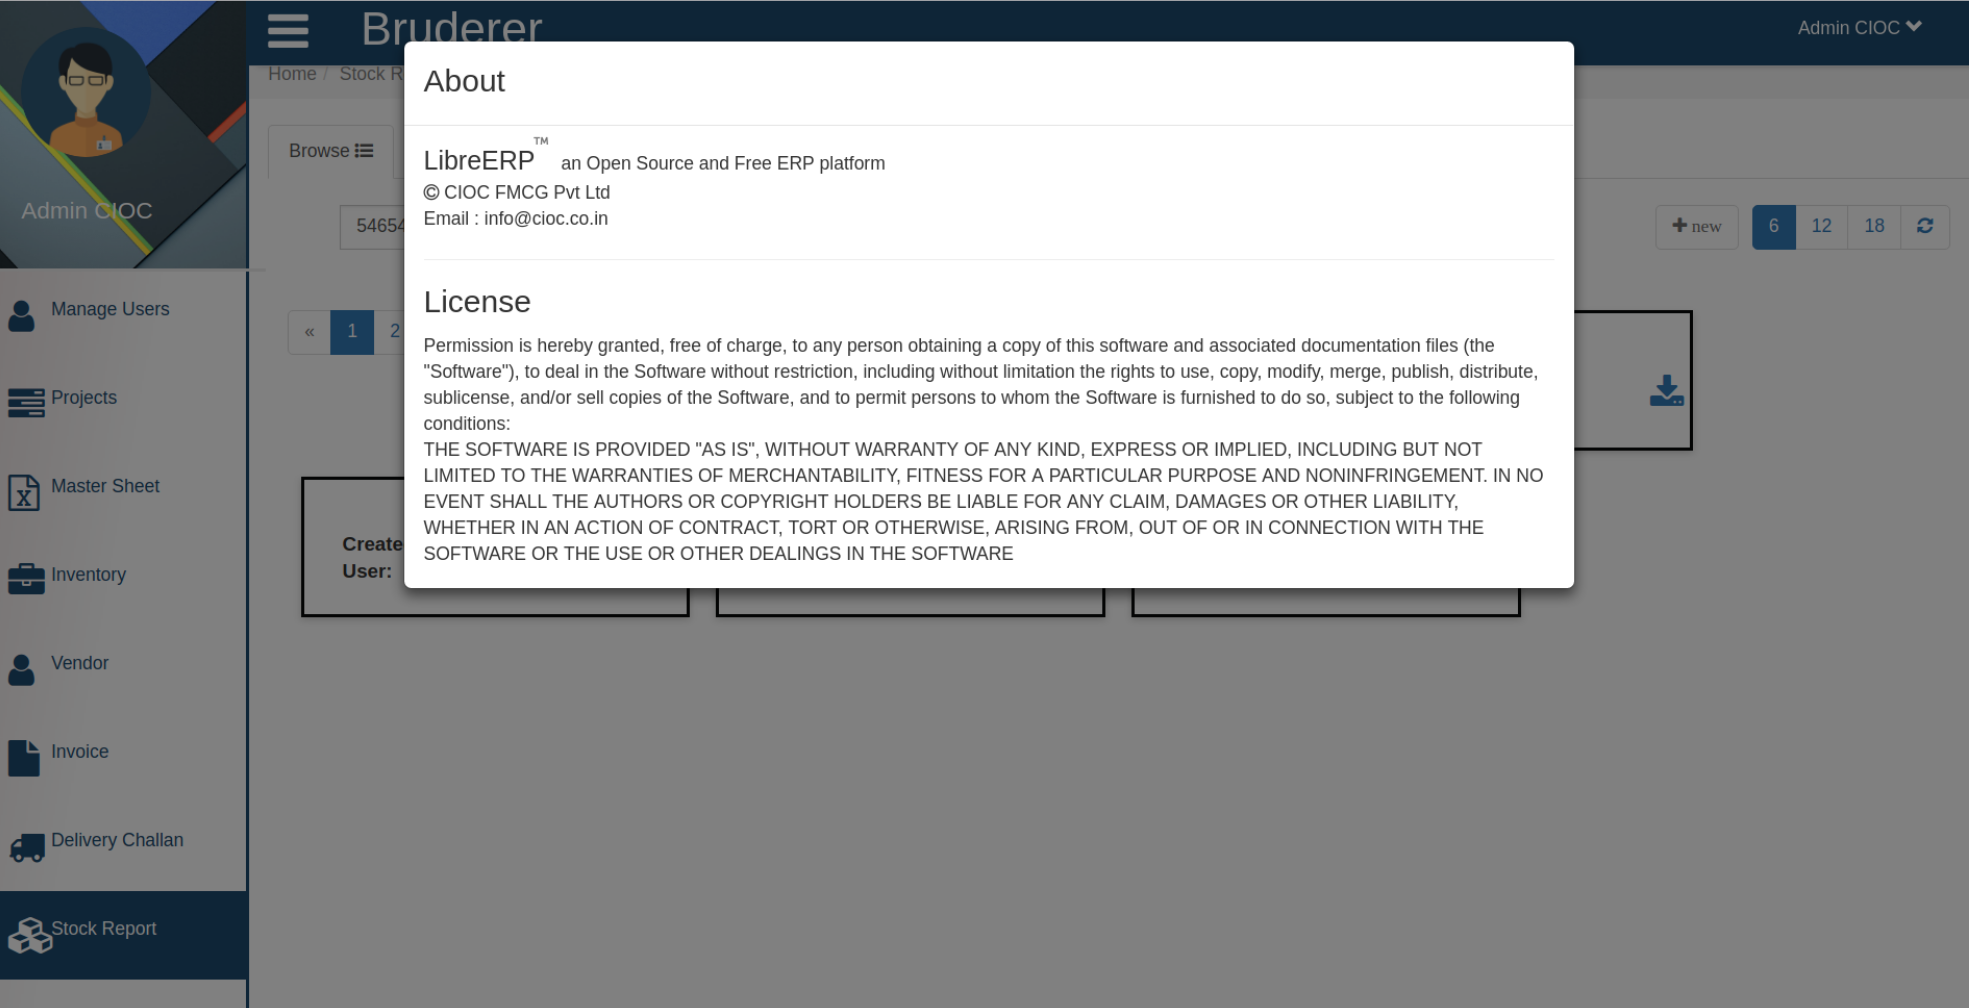 Bruderer
Admin CIOC
Home / Stock R
About
Browse
LibreERP™ an Open Source and Free ERP platform
© CIOC FMCG Pvt Ltd
Email : info@cioc.co.in
Admin CIOC
54654
new
6 12 18
License
« 1 2
Permission is hereby granted, free of charge, to any person obtaining a copy of this software and associated documentation files (the
"Software"), to deal in the Software without restriction, including without limitation the rights to use, copy, modify, merge, publish, distribute,
sublicense, and/or sell copies of the Software, and to permit persons to whom the Software is furnished to do so, subject to the following
conditions:
THE SOFTWARE IS PROVIDED "AS IS", WITHOUT WARRANTY OF ANY KIND, EXPRESS OR IMPLIED, INCLUDING BUT NOT
LIMITED TO THE WARRANTIES OF MERCHANTABILITY, FITNESS FOR A PARTICULAR PURPOSE AND NONINFRINGEMENT. IN NO
EVENT SHALL THE AUTHORS OR COPYRIGHT HOLDERS BE LIABLE FOR ANY CLAIM, DAMAGES OR OTHER LIABILITY,
WHETHER IN AN ACTION OF CONTRACT, TORT OR OTHERWISE, ARISING FROM, OUT OF OR IN CONNECTION WITH THE
SOFTWARE OR THE USE OR OTHER DEALINGS IN THE SOFTWARE
Create
User:
Manage Users
Projects
Master Sheet
Inventory
Vendor
Invoice
Delivery Challan
Stock Report